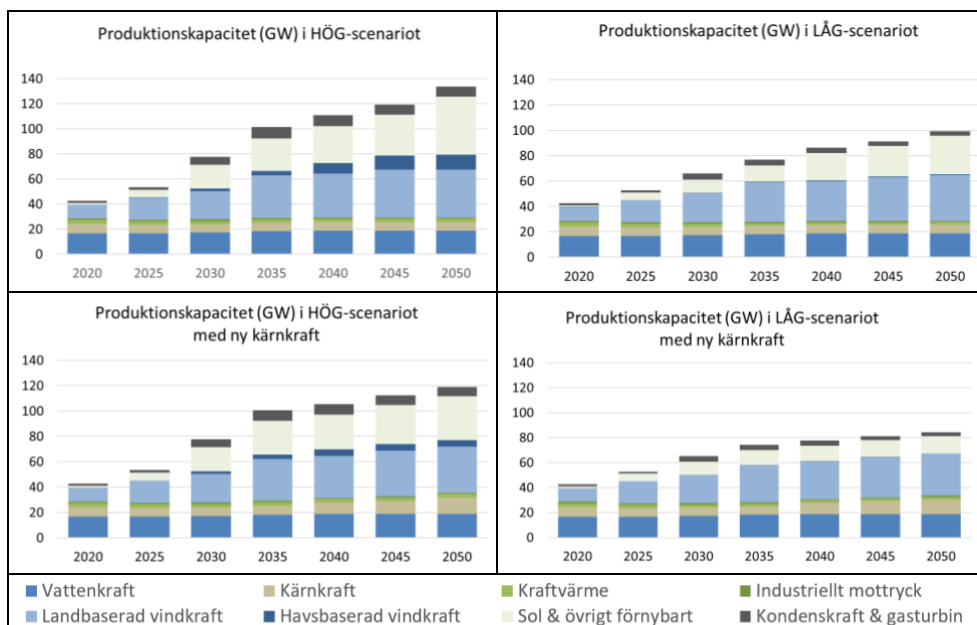 Produktionskapacitet (GW) i HÖG-scenariot
140
120
100
80
60
40
20
0
2020 2025 2030 2035 2040 2045 2050
Produktionskapacitet (GW) i LÅG-scenariot
140
120
100
80
60
40
20
0
2020 2025 2030 2035 2040 2045 2050
Produktionskapacitet (GW) i HÖG-scenariot
med ny kärnkraft
140
120
100
80
60
40
20
0
2020 2025 2030 2035 2040 2045 2050
Produktionskapacitet (GW) i LÅG-scenariot
med ny kärnkraft
140
120
100
80
60
40
20
0
2020 2025 2030 2035 2040 2045 2050
Vattenkraft Kärnkraft Kraftvärme Industriellt mottryck
Landbaserad vindkraft Havsbaserad vindkraft Sol & övrigt förnybart Kondenskraft & gasturbin